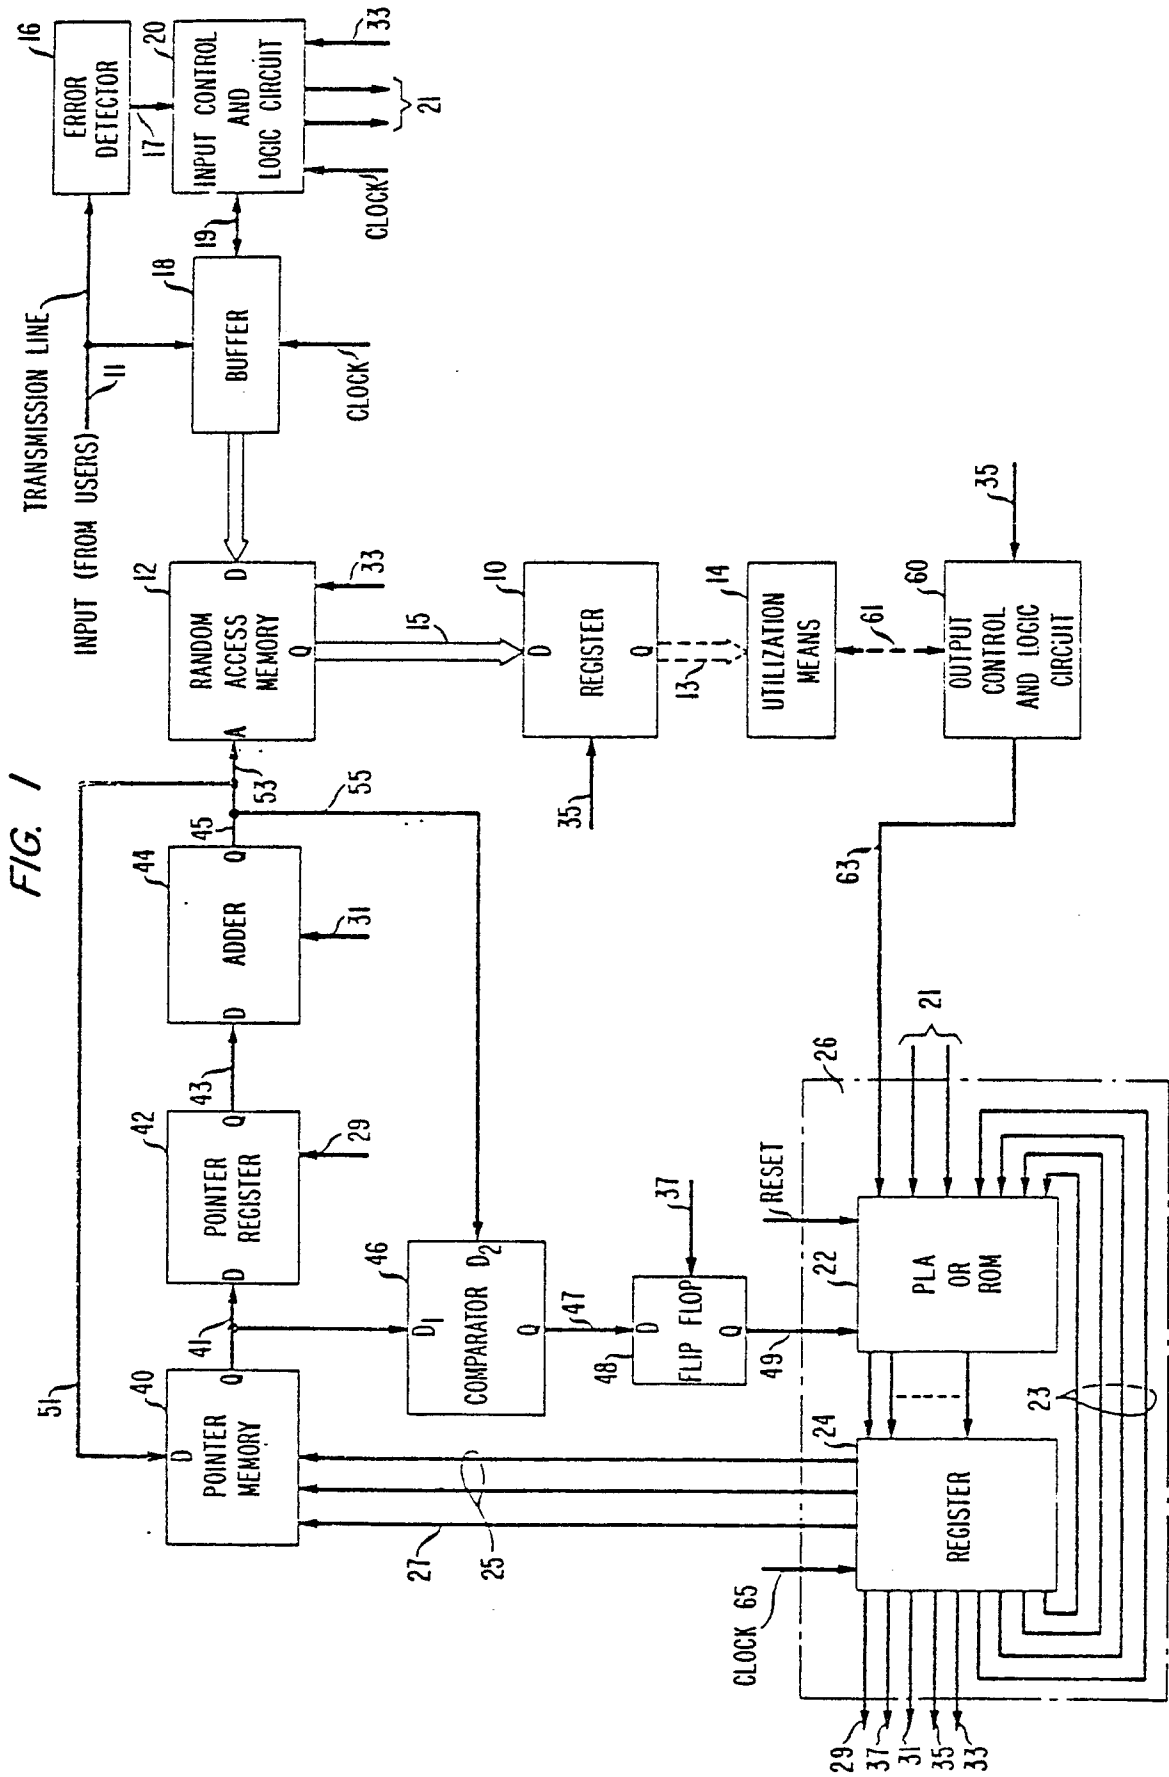 FIG. 1
TRANSMISSION LINE
INPUT (FROM USERS)
11
16
ERROR
DETECTOR
17
20
INPUT CONTROL
AND
LOGIC CIRCUIT
33
21
CLOCK
19
18
BUFFER
CLOCK
12
RANDOM
ACCESS
MEMORY
A
D
Q
33
53
45
55
51
44
ADDER
D
Q
31
43
42
POINTER
REGISTER
D
Q
29
41
40
POINTER
MEMORY
D
Q
15
10
REGISTER
D
Q
35
13
14
UTILIZATION
MEANS
61
60
OUTPUT
CONTROL
AND LOGIC
CIRCUIT
35
63
46
COMPARATOR
D1
D2
Q
47
48
FLIP FLOP
D
Q
37
49
27
25
26
RESET
21
22
PLA
OR
ROM
23
24
REGISTER
CLOCK 65
29
37
31
35
33